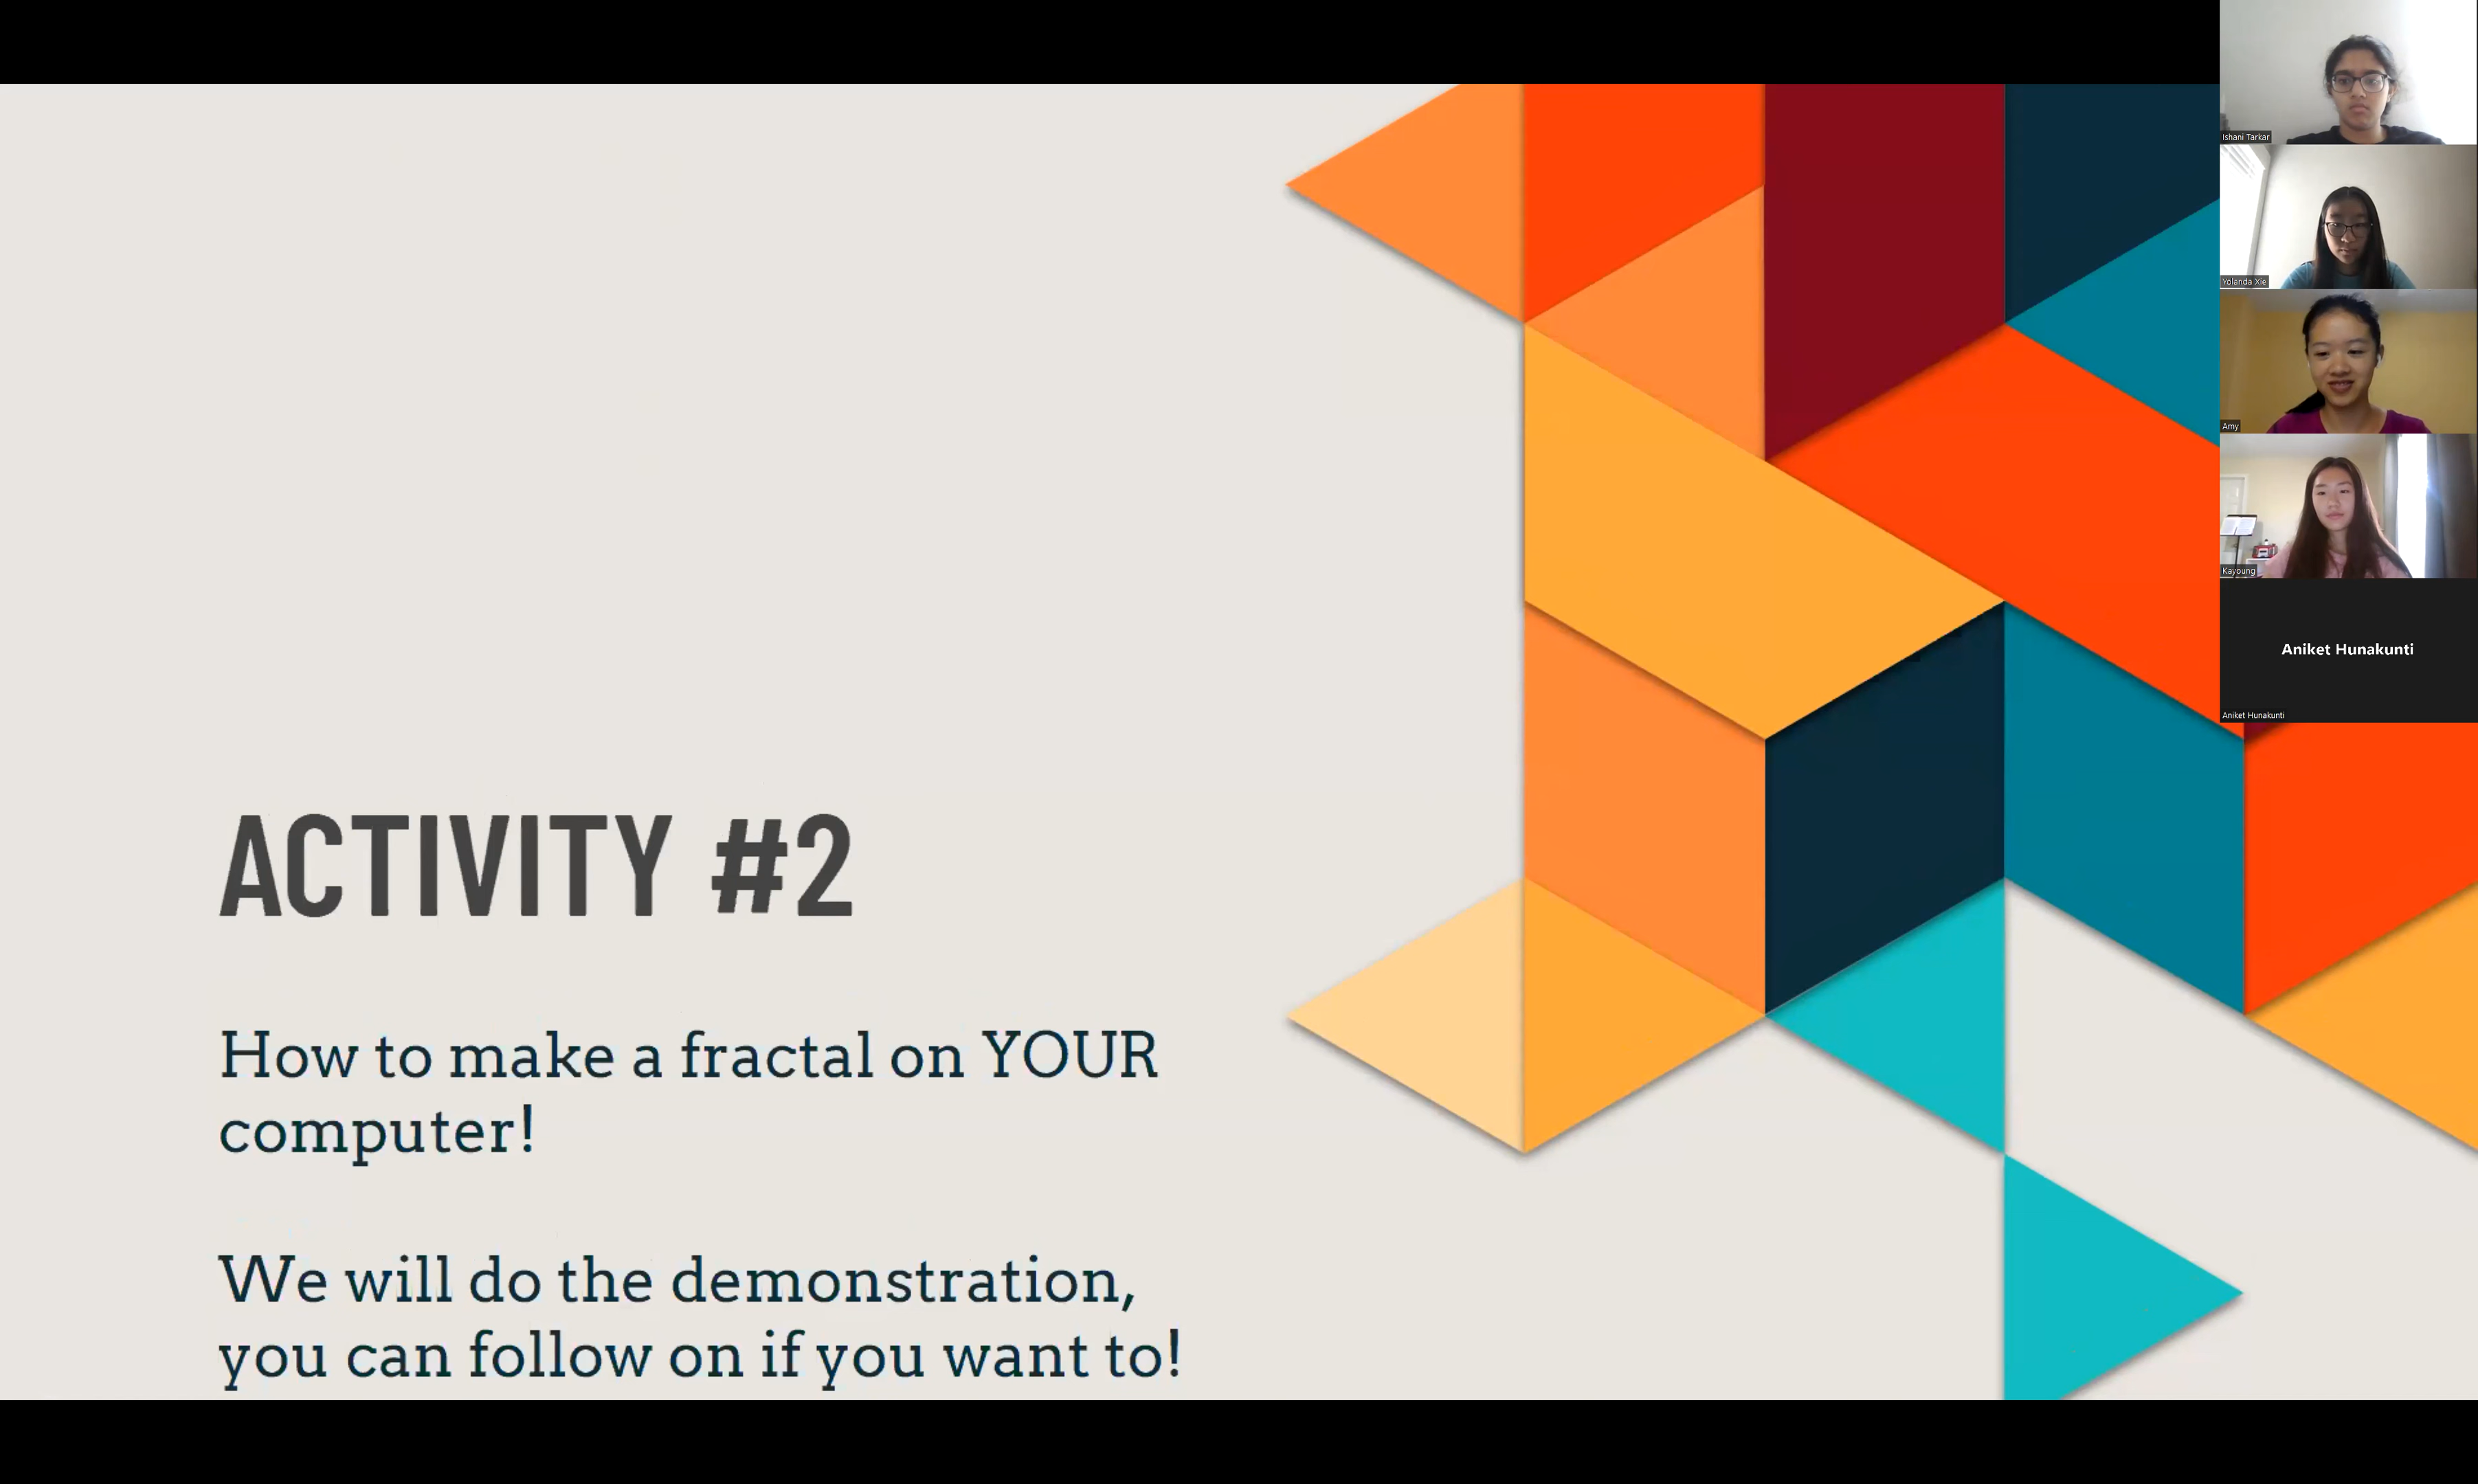 ACTIVITY #2
How to make a fractal on YOUR
computer!
We will do the demonstration,
you can follow on if you want to!
Ishani Tarkar
Yolanda Xie
Amy
Kayoung
Aniket Hunakunti
Aniket Hunakunti